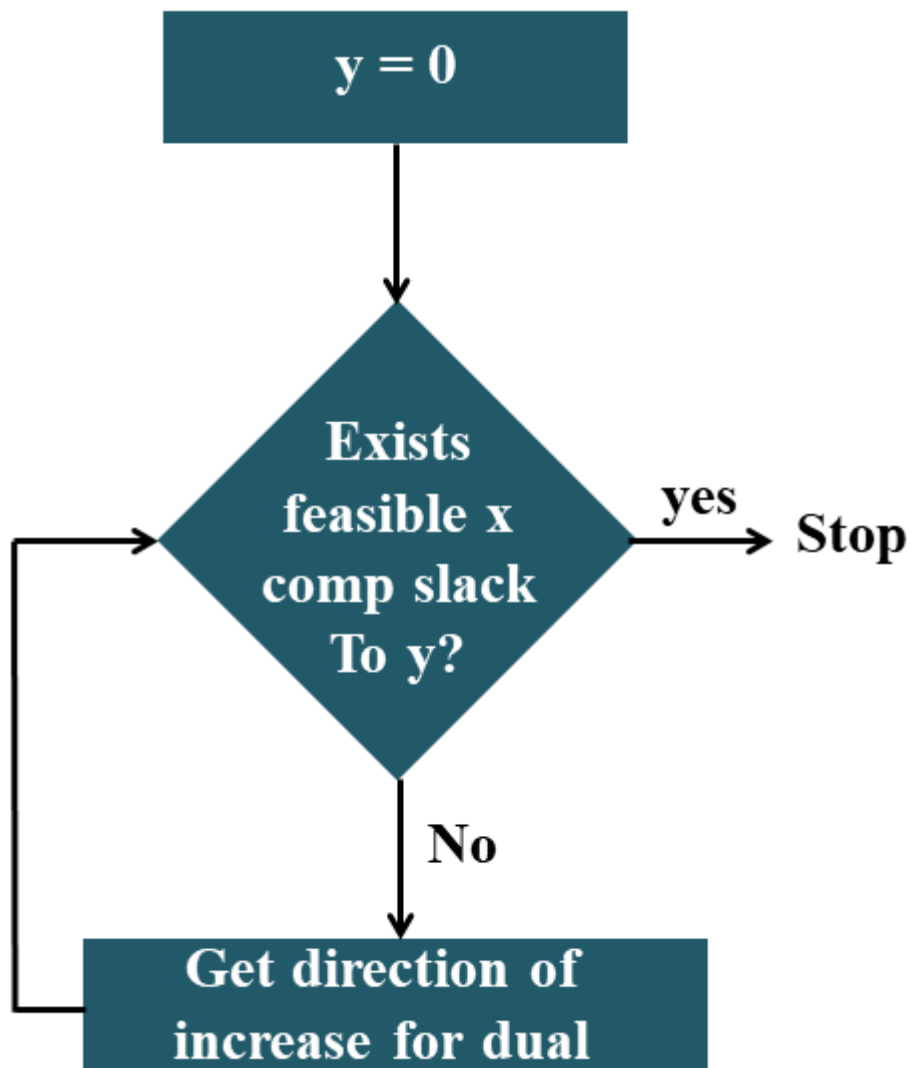 y = 0
Exists
feasible x
comp slack
To y?
yes
Stop
No
Get direction of
increase for dual